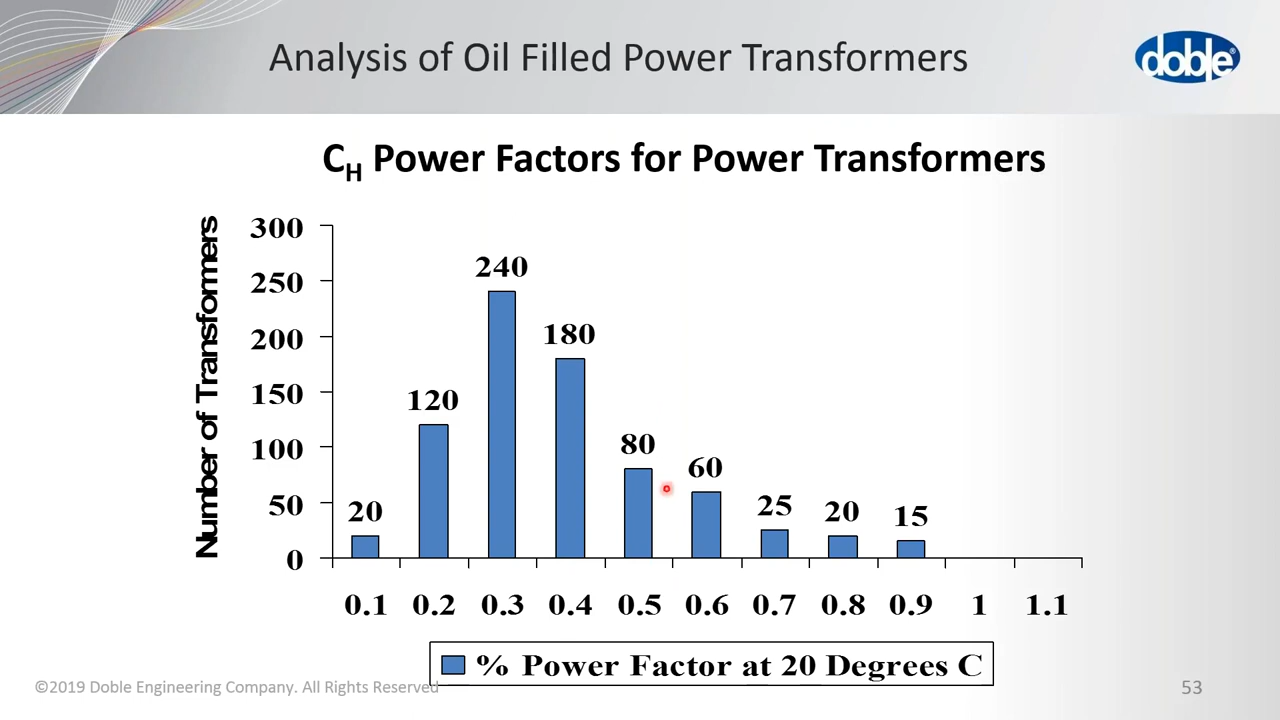 Analysis of Oil Filled Power Transformers
doble®
CH Power Factors for Power Transformers
Number of Transformers
300
250
200
150
100
50
0
20
120
240
180
80
60
25
20
15
0.1 0.2 0.3 0.4 0.5 0.6 0.7 0.8 0.9 1 1.1
% Power Factor at 20 Degrees C
©2019 Doble Engineering Company. All Rights Reserved
53